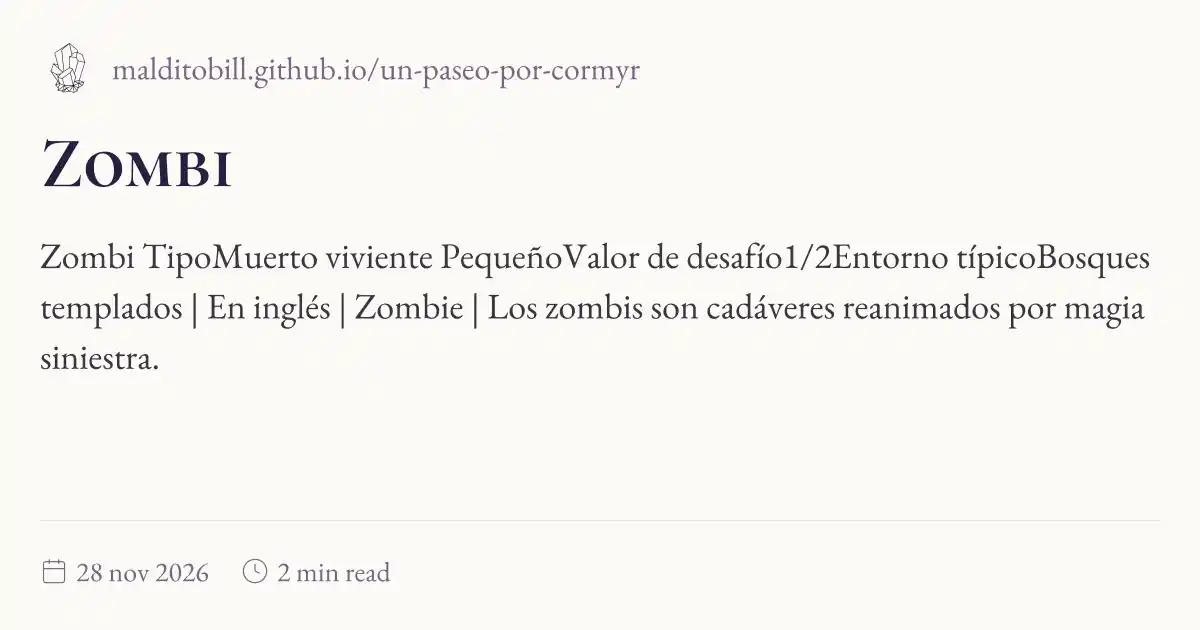 malditobill.github.io/un-paseo-por-cormyr
Zombi
Zombi TipoMuerto viviente PequeñoValor de desafío1/2Entorno típicoBosques
templados | En inglés | Zombie | Los zombis son cadáveres reanimados por magia
siniestra.
28 nov 2026 2 min read